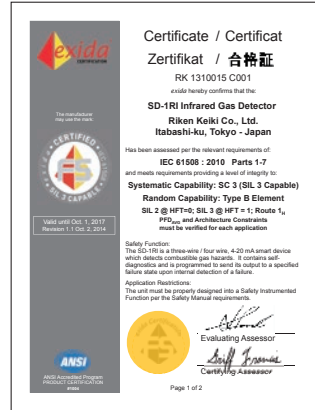 exida
CERTIFICATION
The manufacturer
may use the mark:
CERTIFIED
SIL 3 CAPABLE
Valid until Oct. 1, 2017
Revision 1.1 Oct. 2, 2014
ANSI
ANSI Accredited Program
PRODUCT CERTIFICATION
Certificate / Certificat
Zertifikat / 合格証
RK 1310015 C001
exida hereby confirms that the:
SD-1RI Infrared Gas Detector
Riken Keiki Co., Ltd.
Itabashi-ku, Tokyo - Japan
Has been assessed per the relevant requirements of:
IEC 61508 : 2010 Parts 1-7
and meets requirements providing a level of integrity to:
Systematic Capability: SC 3 (SIL 3 Capable)
Random Capability: Type B Element
SIL 2 @ HFT=0; SIL 3 @ HFT = 1; Route 1H
PFDAVG and Architecture Constraints
must be verified for each application
Safety Function:
The SD-1RI is a three-wire / four wire, 4-20 mA smart device
which detects combustible gas hazards. It contains self-
diagnostics and is programmed to send its output to a specified
failure state upon internal detection of a failure.
Application Restrictions:
The unit must be properly designed into a Safety Instrumented
Function per the Safety Manual requirements.
Evaluating Assessor
Certifying Assessor
Page 1 of 2